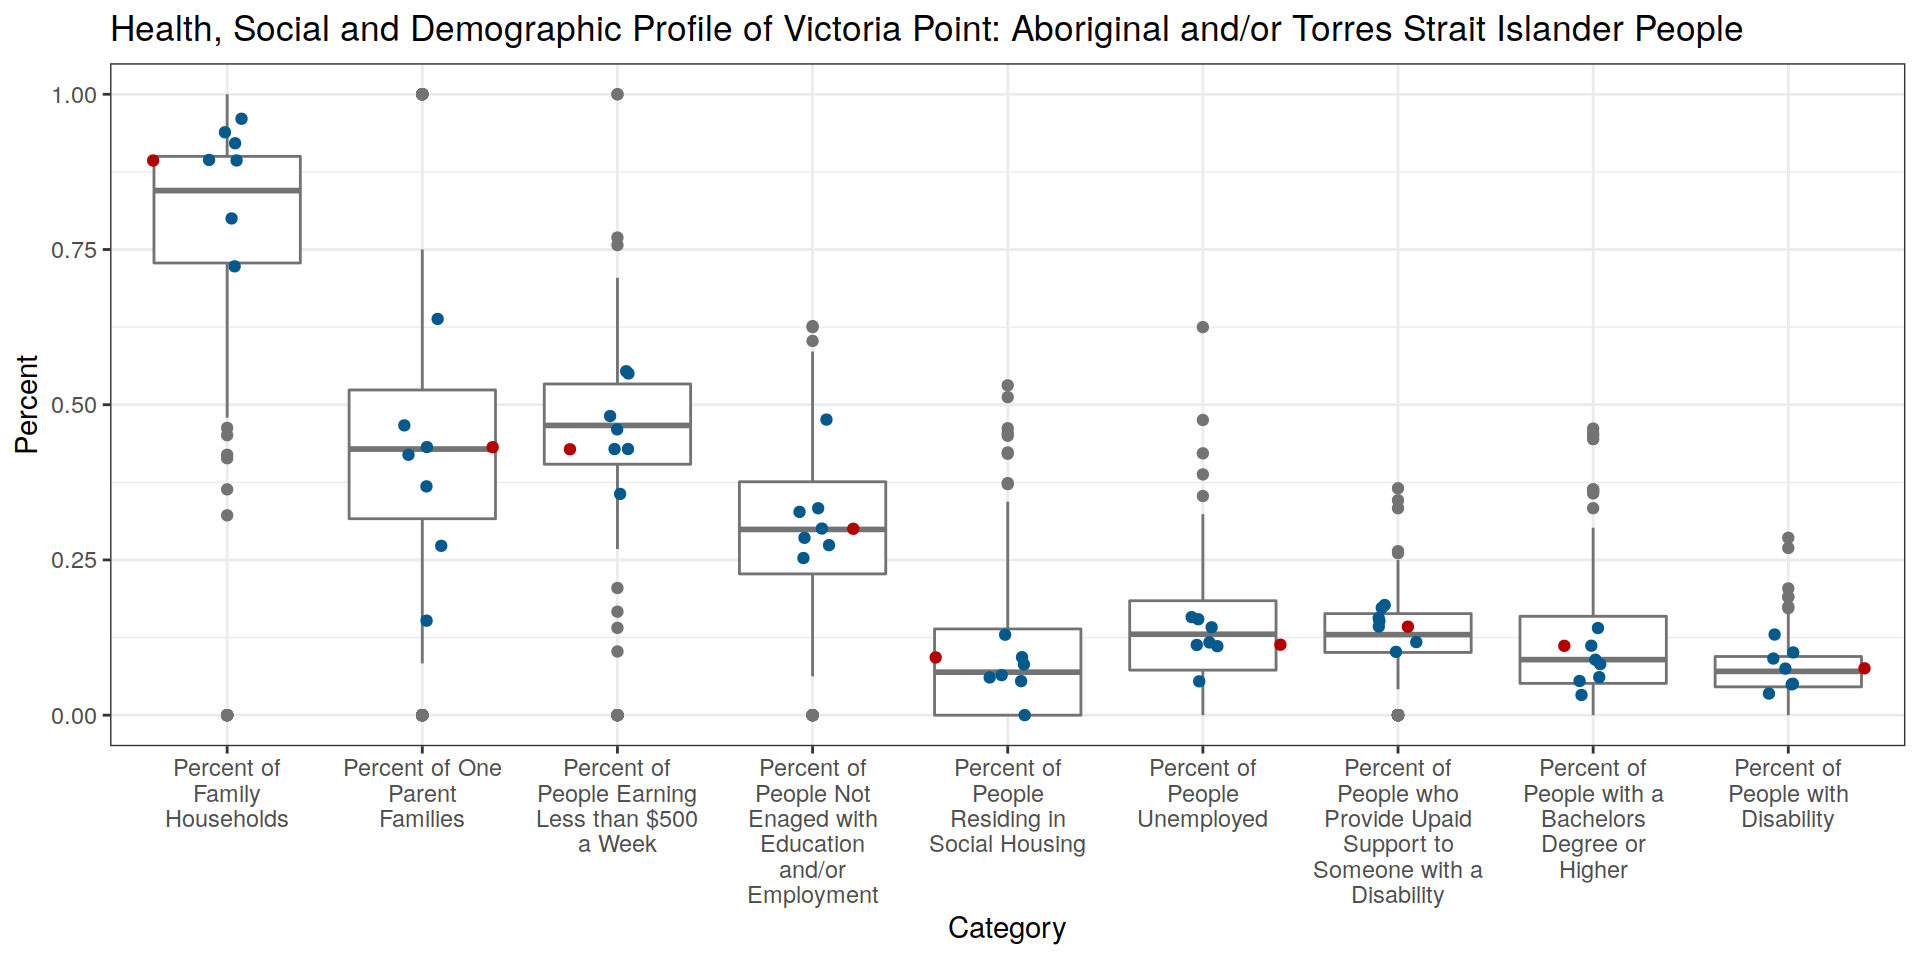 Health, Social and Demographic Profile of Victoria Point: Aboriginal and/or Torres Strait Islander People
1.00
0.75
0.50
0.25
0.00
Percent
Percent of
Family
Households
Percent of One
Parent
Families
Percent of
People Earning
Less than $500
a Week
Percent of
People Not
Enaged with
Education
and/or
Employment
Percent of
People
Residing in
Social Housing
Percent of
People
Unemployed
Percent of
People who
Provide Upaid
Support to
Someone with a
Disability
Percent of
People with a
Bachelors
Degree or
Higher
Percent of
People with
Disability
Category